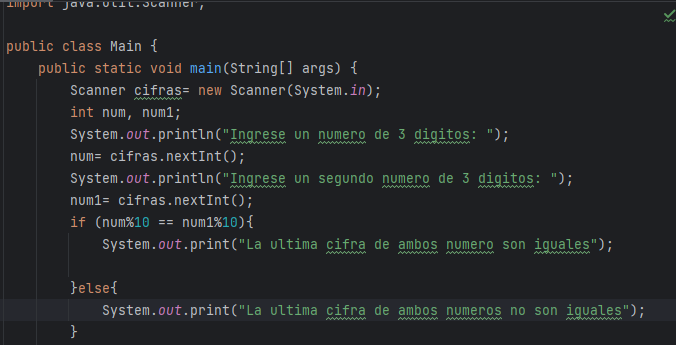 import java.util.Scanner;
public class Main {
public static void main(String[] args) {
Scanner cifras= new Scanner(System.in);
int num, num1;
System.out.println("Ingrese un numero de 3 digitos: ");
num= cifras.nextInt();
System.out.println("Ingrese un segundo numero de 3 digitos: ");
num1= cifras.nextInt();
if (num%10 == num1%10){
System.out.print("La ultima cifra de ambos numero son iguales");
}else{
System.out.print("La ultima cifra de ambos numeros no son iguales");
}